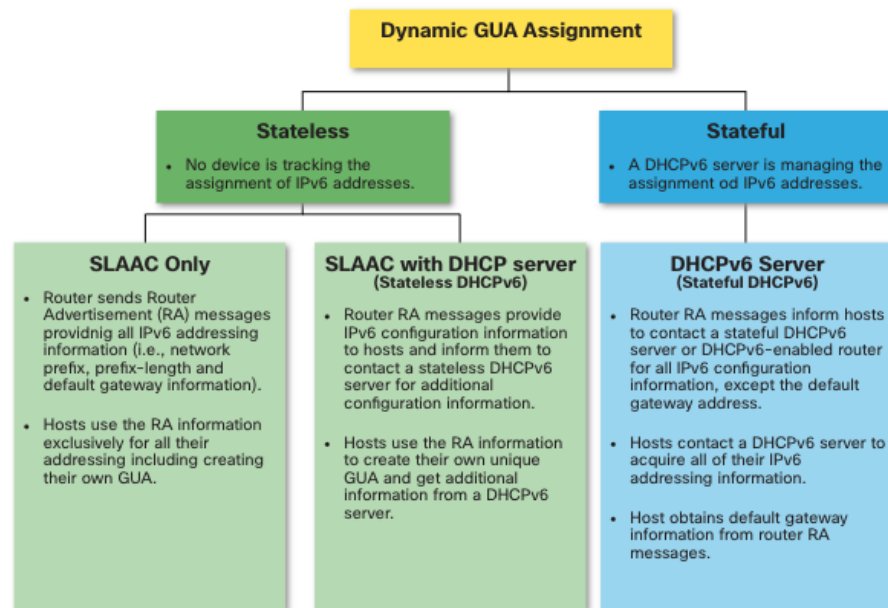 Dynamic GUA Assignment
Stateless
• No device is tracking the
assignment of IPv6 addresses.
Stateful
• A DHCPv6 server is managing the
assignment od IPv6 addresses.
SLAAC Only
• Router sends Router
Advertisement (RA) messages
providnig all IPv6 addressing
information (i.e., network
prefix, prefix-length and
default gateway information).
• Hosts use the RA information
exclusively for all their
addressing including creating
their own GUA.
SLAAC with DHCP server
(Stateless DHCPv6)
• Router RA messages provide
IPv6 configuration information
to hosts and inform them to
contact a stateless DHCPv6
server for additional
configuration information.
• Hosts use the RA information
to create their own unique
GUA and get additional
information from a DHCPv6
server.
DHCPv6 Server
(Stateful DHCPv6)
• Router RA messages inform hosts
to contact a stateful DHCPv6
server or DHCPv6-enabled router
for all IPv6 configuration
information, except the default
gateway address.
• Hosts contact a DHCPv6 server to
acquire all of their IPv6
addressing information.
• Host obtains default gateway
information from router RA
messages.